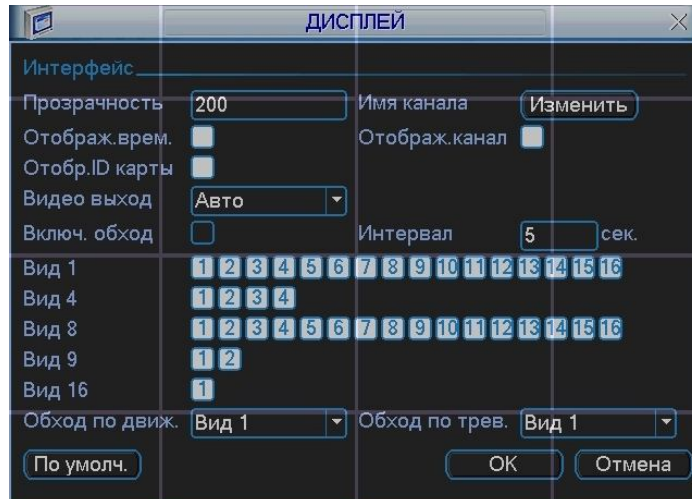 ДИСПЛЕЙ
Интерфейс
Прозрачность 200 Имя канала Изменить
Отображ.врем. Отображ.канал
Отобр.ID карты
Видео выход Авто
Включ. обход Интервал 5 сек.
Вид 1 1 2 3 4 5 6 7 8 9 10 11 12 13 14 15 16
Вид 4 1 2 3 4
Вид 8 1 2 3 4 5 6 7 8 9 10 11 12 13 14 15 16
Вид 9 1 2
Вид 16 1
Обход по движ. Вид 1 Обход по трев. Вид 1
По умолч. OK Отмена